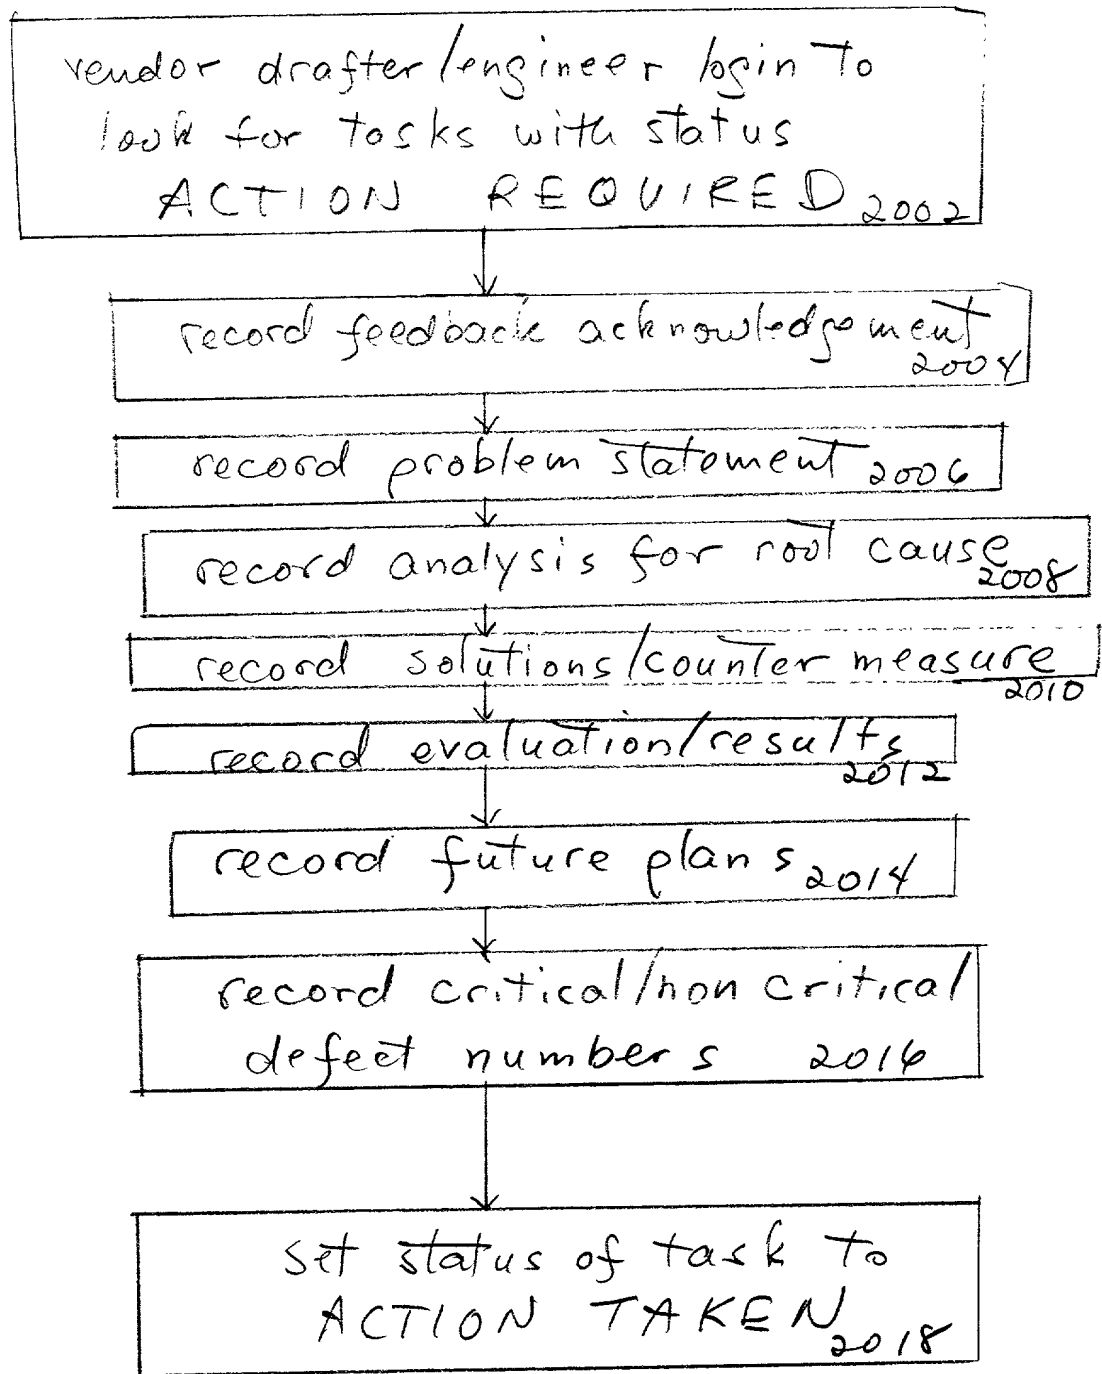 vendor drafter/engineer login to
look for tasks with status
ACTION REQUIRED 2002
record feedback acknowledgement
2004
record problem statement 2006
record analysis for root cause
2008
record solutions/counter measure
2010
record evaluation/results
2012
record future plans 2014
record critical/non critical
defect numbers 2016
set status of task to
ACTION TAKEN
2018